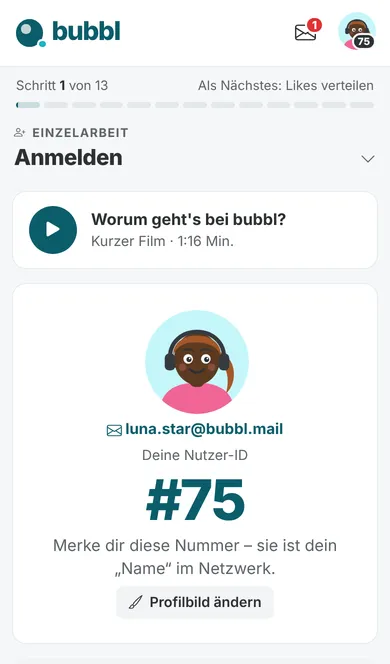 bubbl
1
75
Schritt 1 von 13
Als Nächstes: Likes verteilen
EINZELARBEIT
Anmelden
Worum geht's bei bubbl?
Kurzer Film · 1:16 Min.
luna.star@bubbl.mail
Deine Nutzer-ID
#75
Merke dir diese Nummer – sie ist dein
„Name“ im Netzwerk.
Profilbild ändern